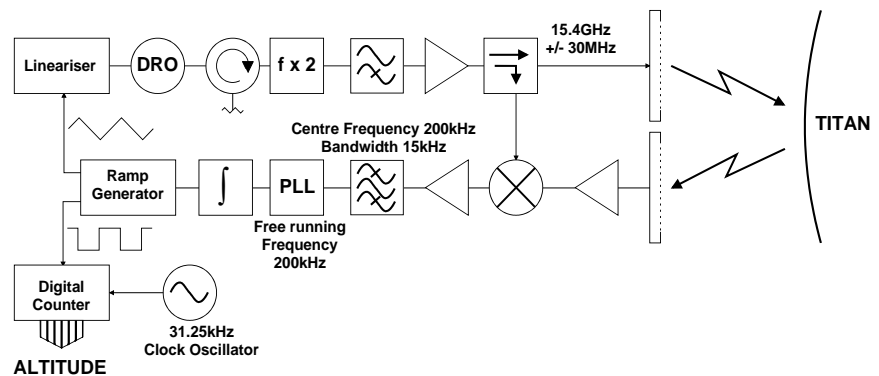 Lineariser
DRO
f x 2
15.4GHz
+/- 30MHz
TITAN
Centre Frequency 200kHz
Bandwidth 15kHz
Ramp
Generator
∫
PLL
Free running
Frequency
200kHz
Digital
Counter
31.25kHz
Clock Oscillator
ALTITUDE